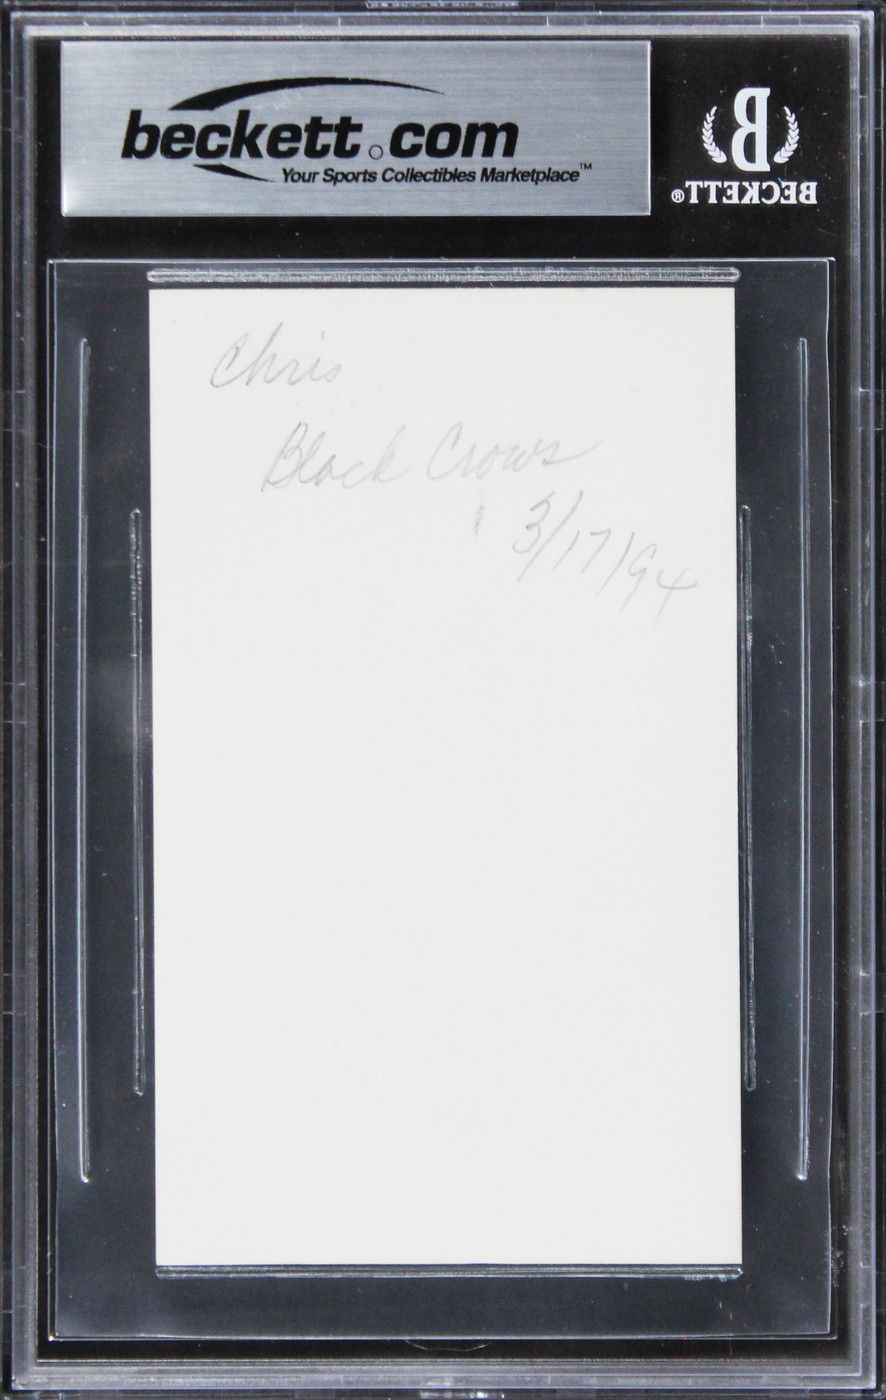 beckett.com
Your Sports Collectibles Marketplace™
B
BECKETT®
Chris
Black Crows
3/17/94